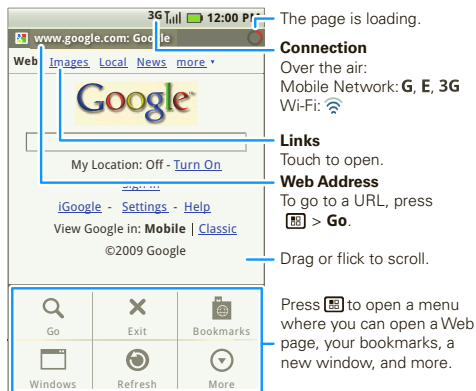 3G 12:00 PM
www.google.com: Google
Web Images Local News more
Google
My Location: Off - Turn On
Sign in
iGoogle - Settings - Help
View Google in: Mobile | Classic
©2009 Google
Go Exit Bookmarks
Windows Refresh More
The page is loading.
Connection
Over the air:
Mobile Network: G, E, 3G
Wi-Fi:
Links
Touch to open.
Web Address
To go to a URL, press
> Go.
Drag or flick to scroll.
Press to open a menu
where you can open a Web
page, your bookmarks, a
new window, and more.